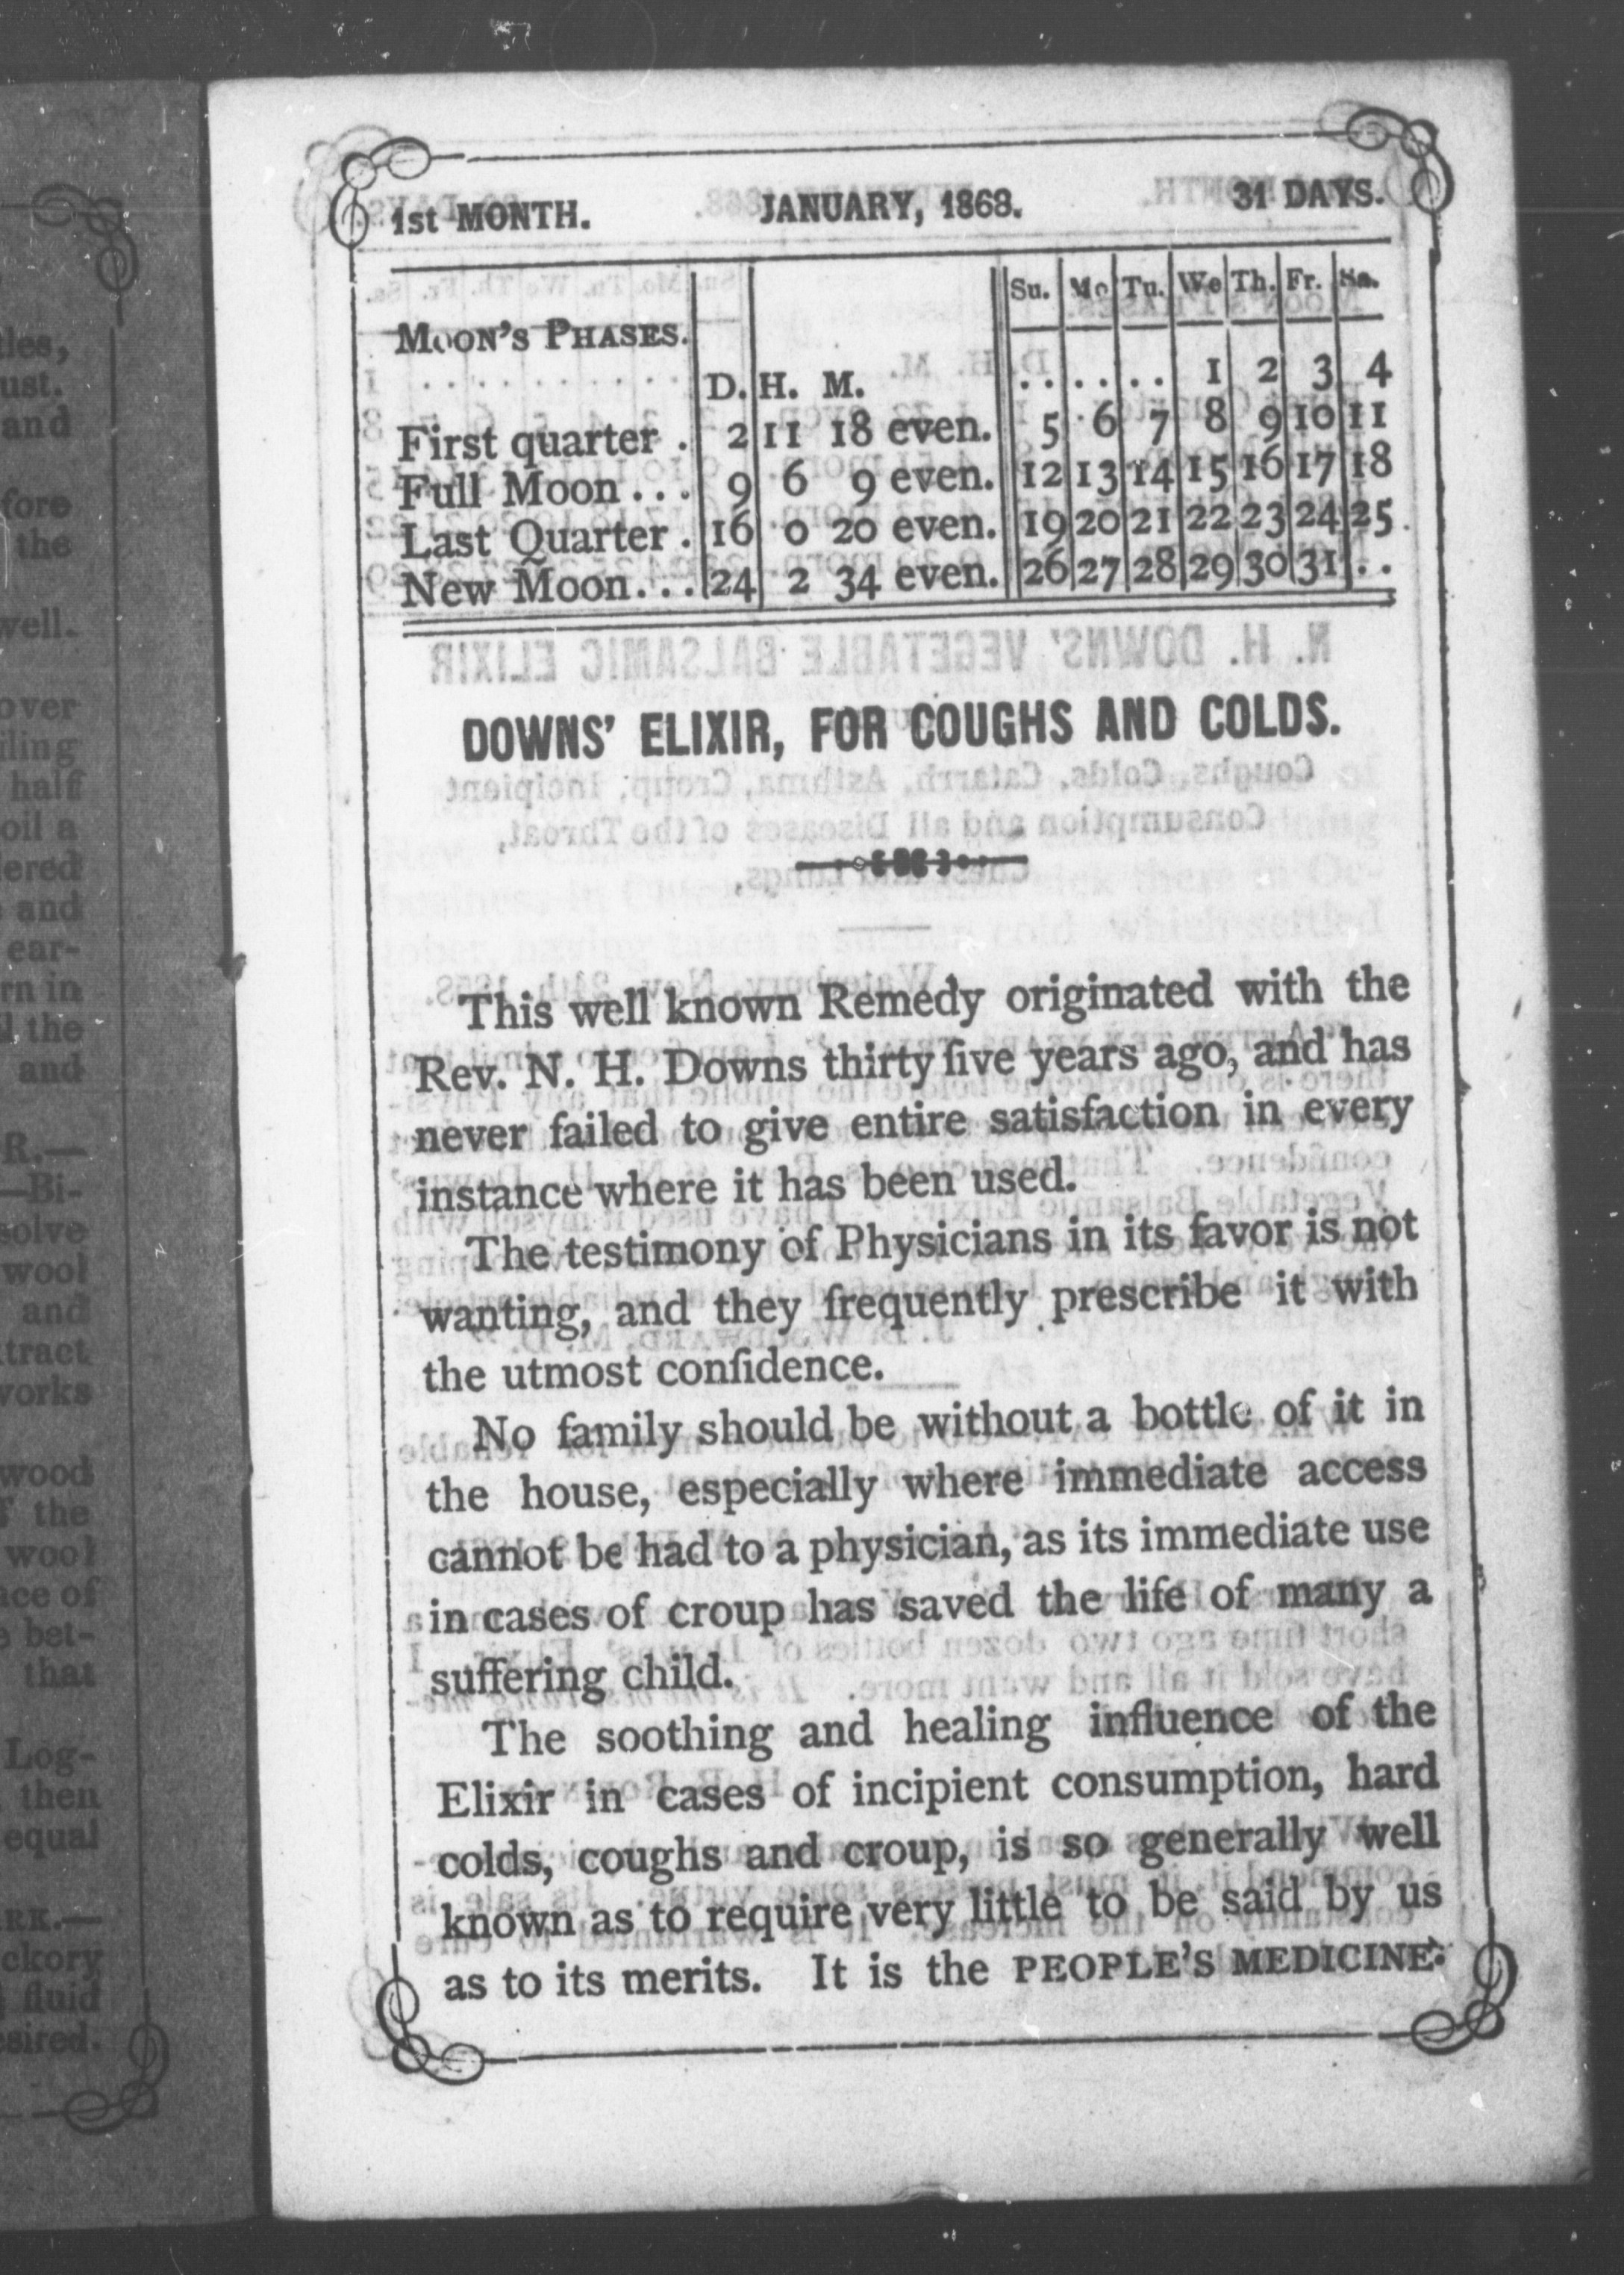 1st MONTH. JANUARY, 1868. 31 DAYS.
Su. Mo Tu. We Th. Fr. Sa.
MOON'S PHASES.
. . . . . . . . . . D. H. M. . . . . . . 1 2 3 4
First quarter . 2 11 18 even. 5 6 7 8 9 10 11
Full Moon . . . 9 6 9 even. 12 13 14 15 16 17 18
Last Quarter . 16 0 20 even. 19 20 21 22 23 24 25
New Moon . . . 24 2 34 even. 26 27 28 29 30 31 . .
DOWNS' ELIXIR, FOR COUGHS AND COLDS.
This well known Remedy originated with the
Rev. N. H. Downs thirty five years ago, and has
never failed to give entire satisfaction in every
instance where it has been used.
The testimony of Physicians in its favor is not
wanting, and they frequently prescribe it with
the utmost confidence.
No family should be without a bottle of it in
the house, especially where immediate access
cannot be had to a physician, as its immediate use
in cases of croup has saved the life of many a
suffering child.
The soothing and healing influence of the
Elixir in cases of incipient consumption, hard
colds, coughs and croup, is so generally well
known as to require very little to be said by us
as to its merits. It is the PEOPLE'S MEDICINE.